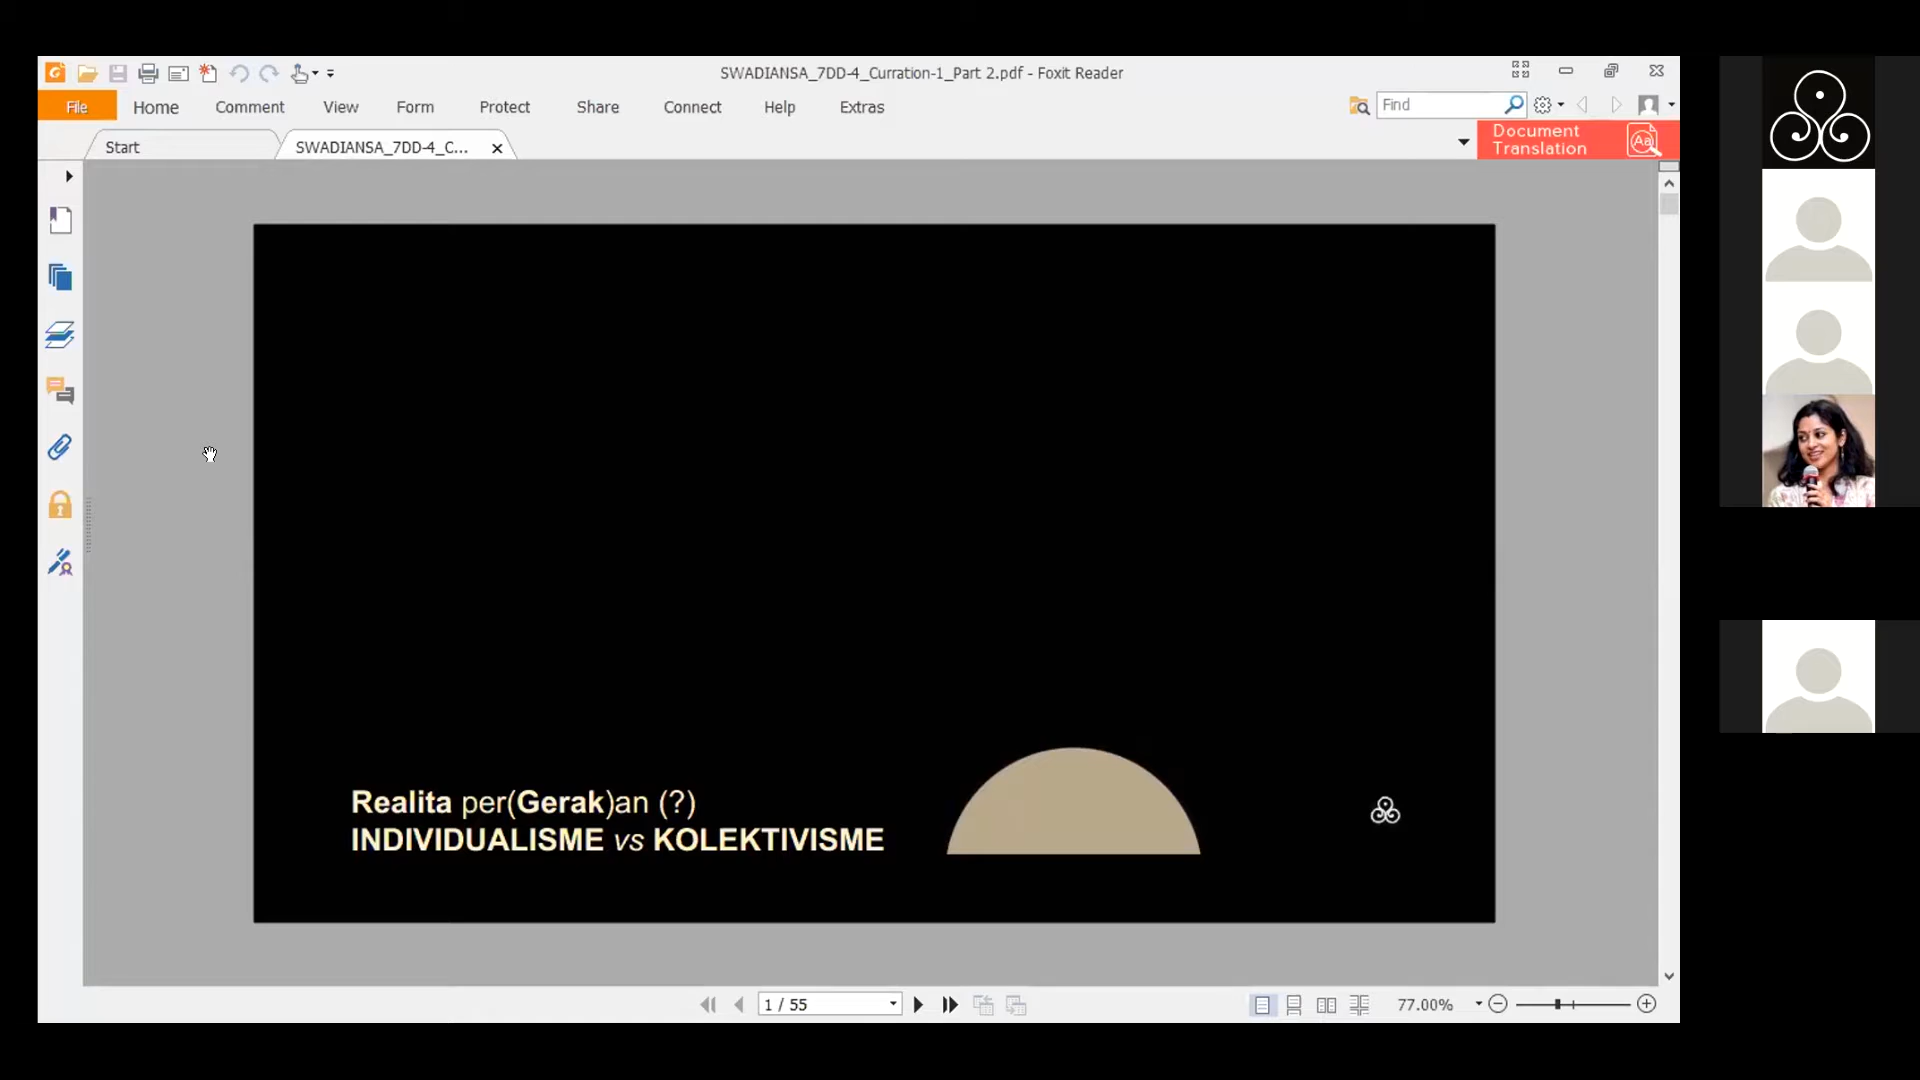 SWADIANSA_7DD-4_Curration-1_Part 2.pdf - Foxit Reader
File Home Comment View Form Protect Share Connect Help Extras
Find
Start
SWADIANSA_7DD-4_C...
Document
Translation
Aa
Realita per(Gerak)an (?)
INDIVIDUALISME vs KOLEKTIVISME
1 / 55
77.00%